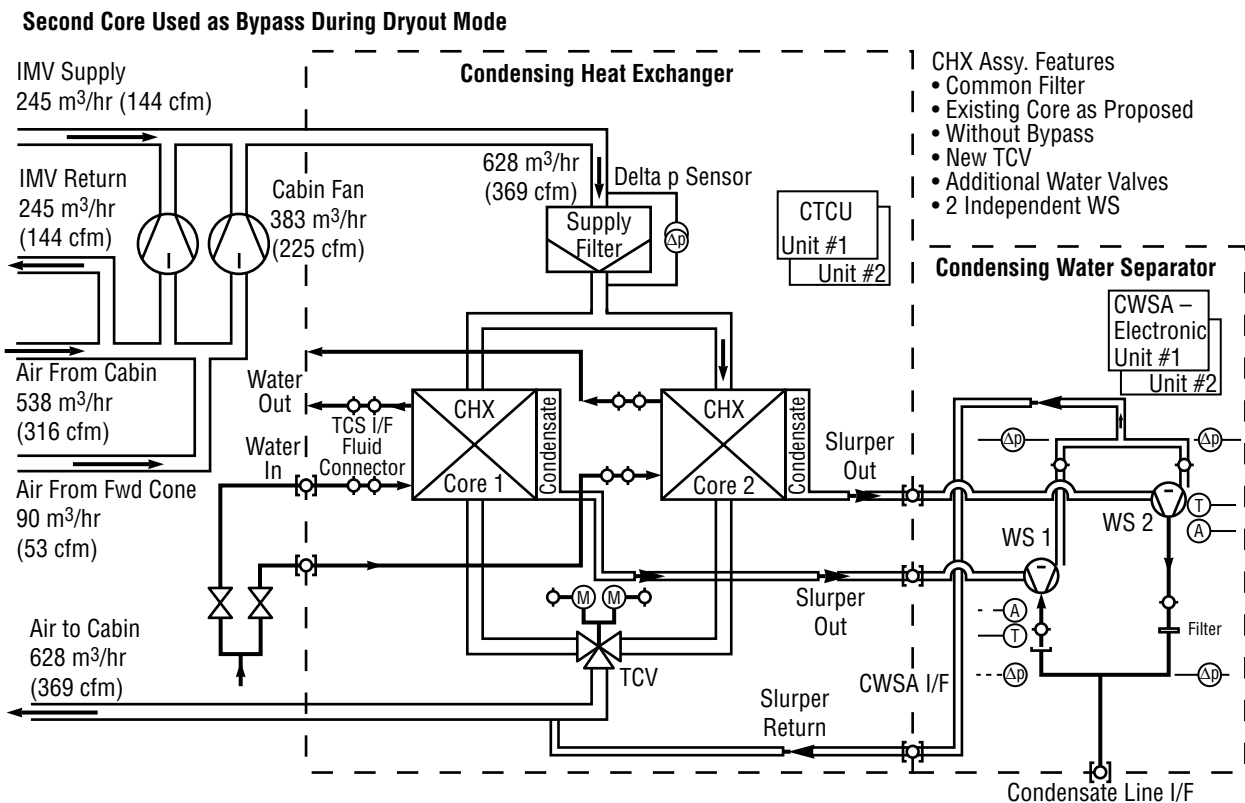 Second Core Used as Bypass During Dryout Mode
IMV Supply
245 m³/hr (144 cfm)
IMV Return
245 m³/hr
(144 cfm)
Cabin Fan
383 m³/hr
(225 cfm)
Air From Cabin
538 m³/hr
(316 cfm)
Air From Fwd Cone
90 m³/hr
(53 cfm)
Air to Cabin
628 m³/hr
(369 cfm)
Condensing Heat Exchanger
628 m³/hr
(369 cfm)
Delta p Sensor
Supply
Filter
Δp
CTCU
Unit #1
Unit #2
Water
Out
TCS I/F
Fluid
Connector
Water
In
CHX
Core 1
Condensate
CHX
Core 2
Condensate
Slurper
Out
Slurper
Out
M
M
TCV
Slurper
Return
CWSA I/F
CHX Assy. Features
• Common Filter
• Existing Core as Proposed
• Without Bypass
• New TCV
• Additional Water Valves
• 2 Independent WS
Condensing Water Separator
CWSA –
Electronic
Unit #1
Unit #2
Δp
Δp
WS 1
WS 2
T
A
A
T
Δp
Filter
Δp
Condensate Line I/F